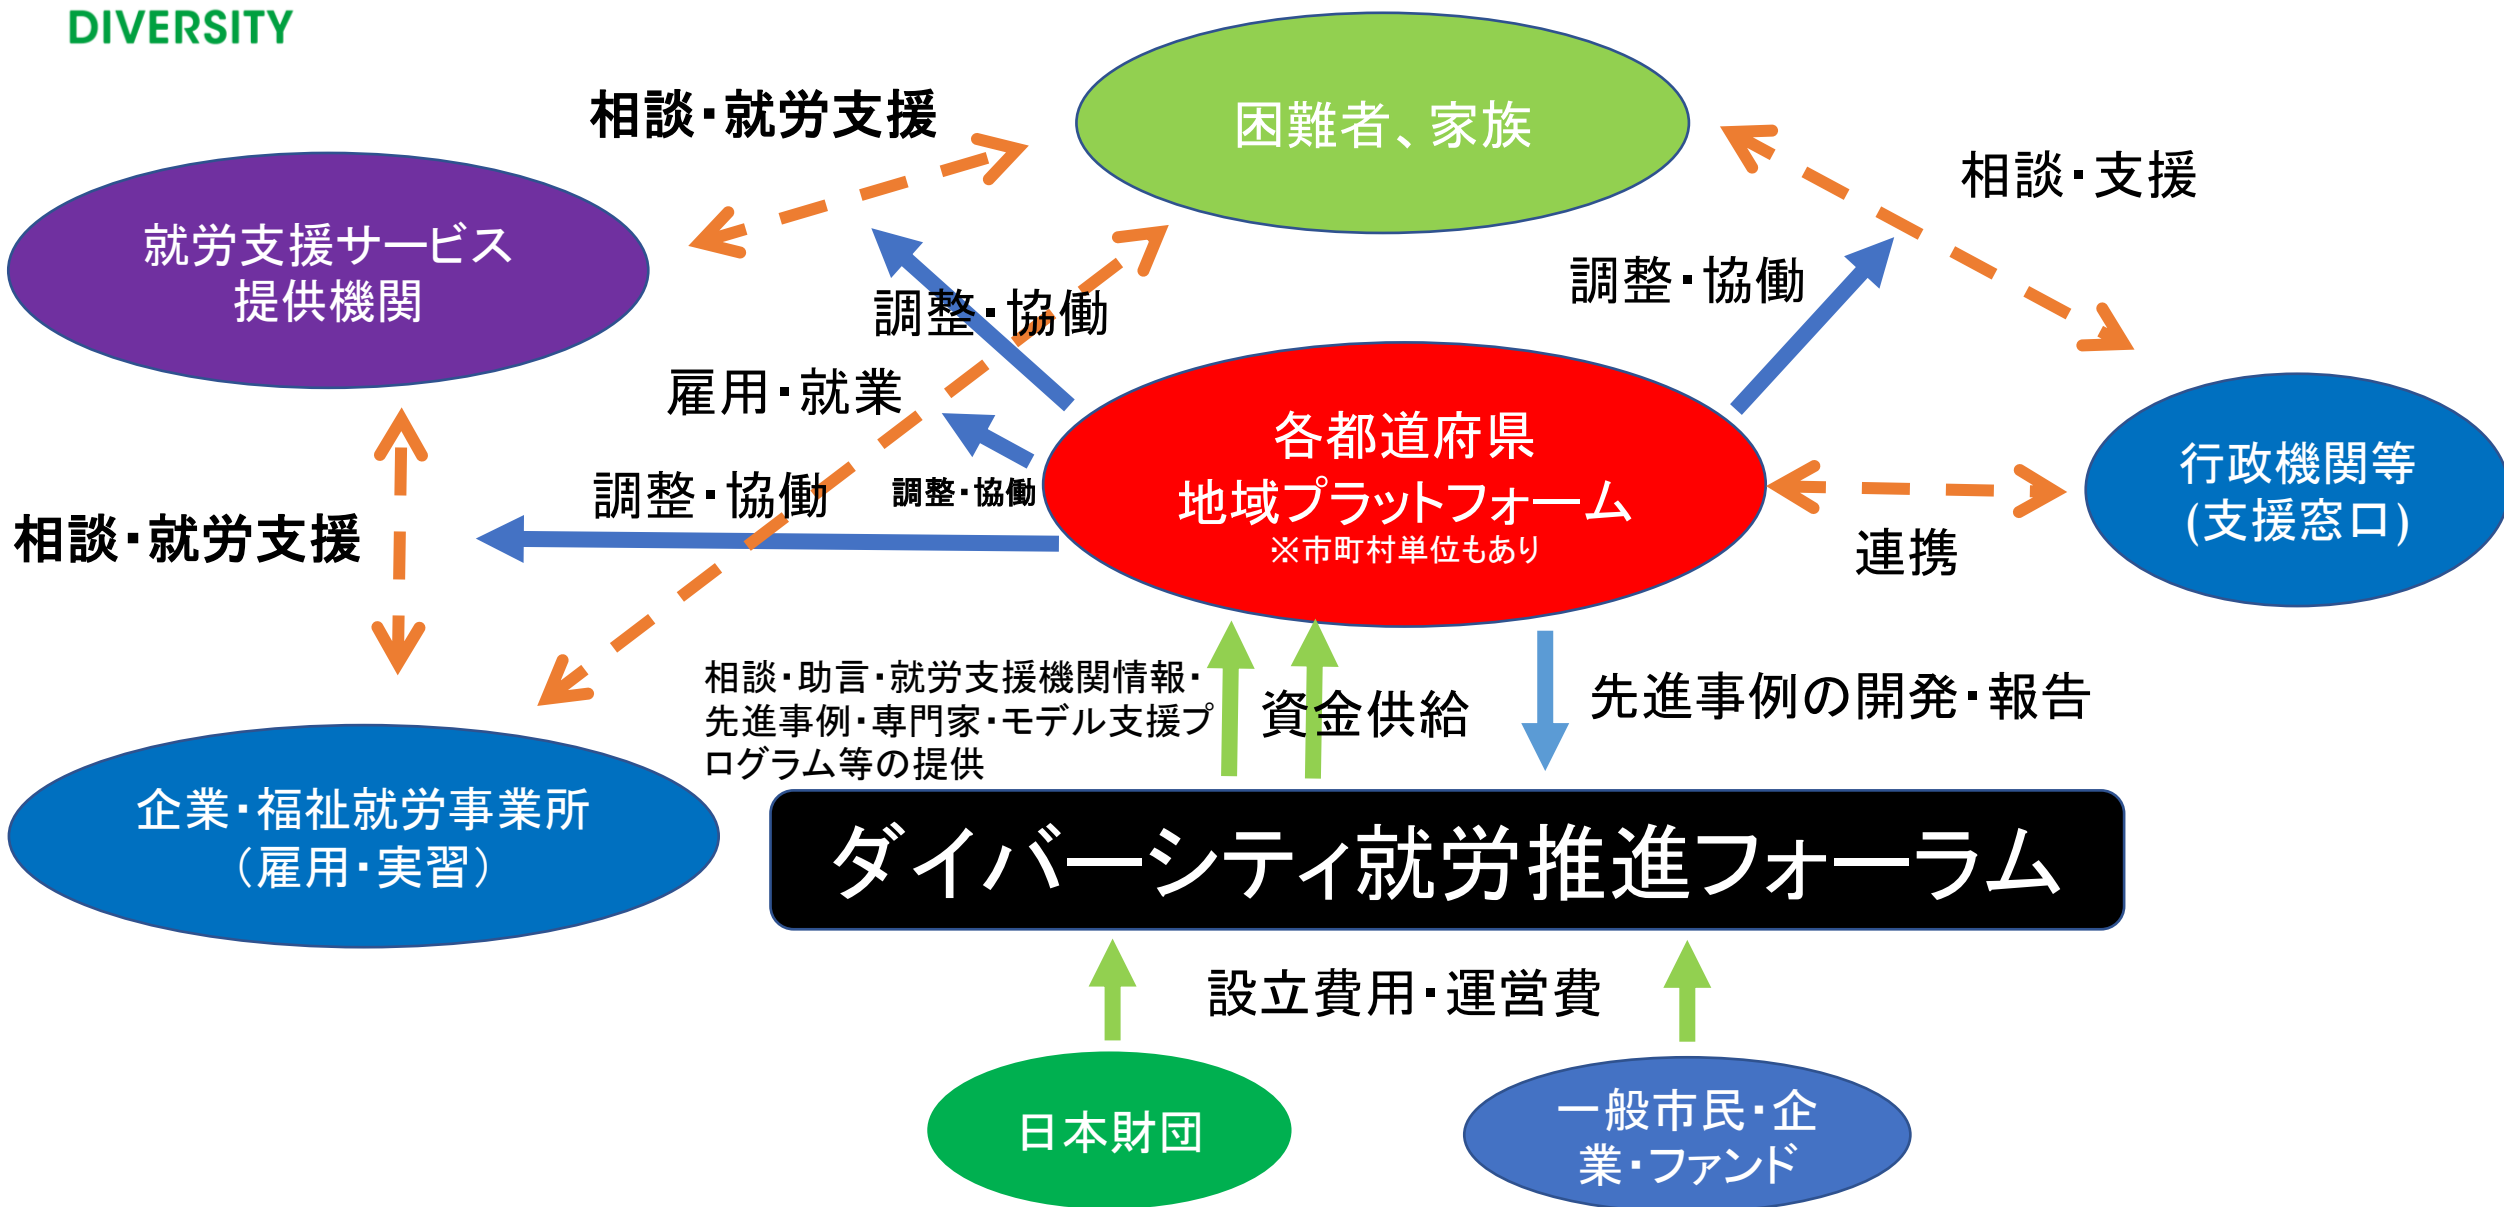 DIVERSITY
相談・就労支援
困難者、家族
相談・支援
就労支援サービス
提供機関
調整・協働
調整・協働
雇用・就業
各都道府県
地域プラットフォーム
※市町村単位もあり
行政機関等
(支援窓口)
調整・協働
調整・協働
相談・就労支援
連携
相談・助言・就労支援機関情報・
先進事例・専門家・モデル支援プ
ログラム等の提供
資金供給
先進事例の開発・報告
企業・福祉就労事業所
（雇用・実習）
ダイバーシティ就労推進フォーラム
設立費用・運営費
日本財団
一般市民・企
業・ファンド